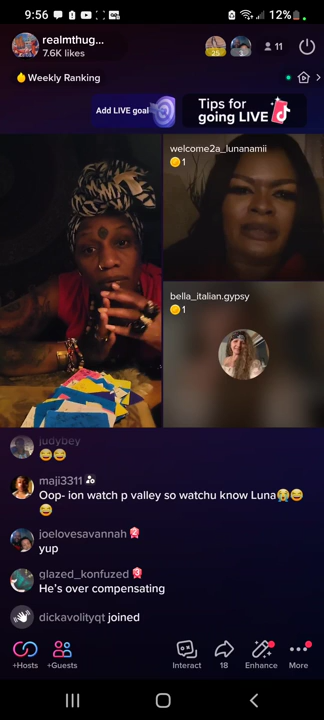 9:56
12%
realmthug...
7.6K likes
25
3
11
Weekly Ranking
Add LIVE goal
Tips for
going LIVE
welcome2a_lunanamii
1
bella_italian.gypsy
1
judybey
😂😂
maji3311
Oop- ion watch p valley so watchu know Luna😭😂
😂
joelovesavannah
yup
glazed_konfuzed
He's over compensating
dickavolityqt joined
+Hosts
+Guests
Interact
18
Enhance
More